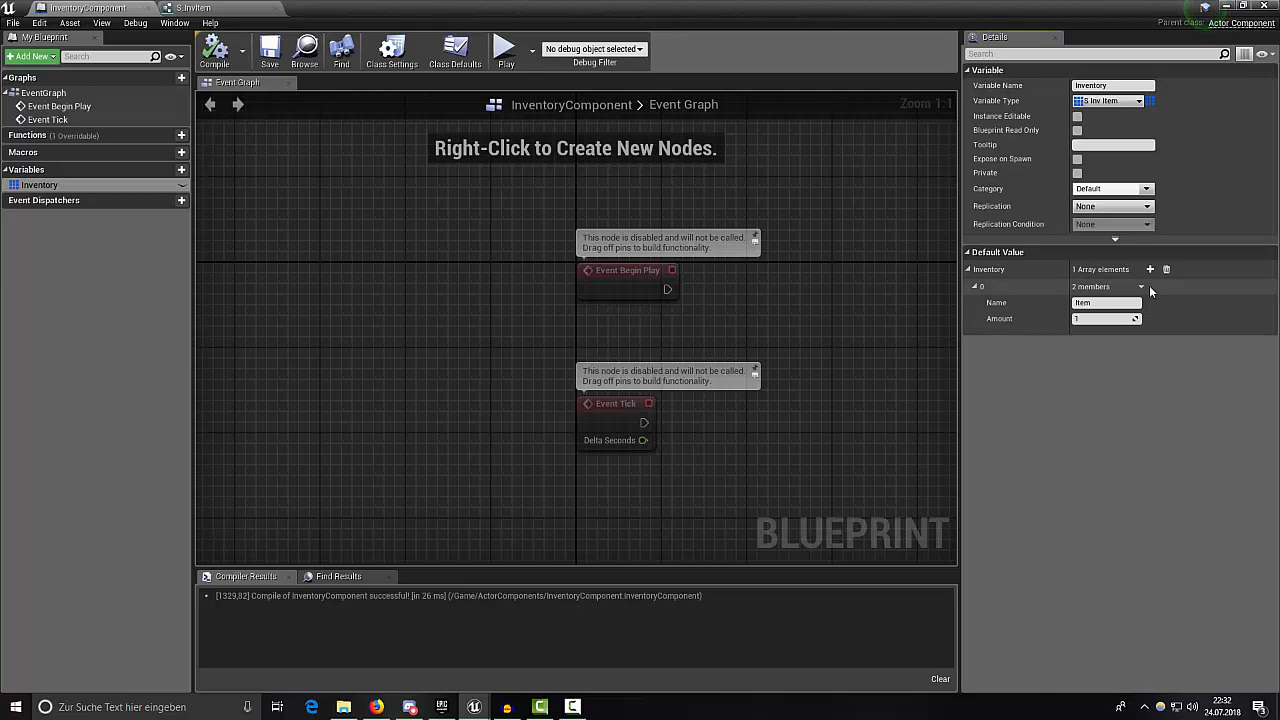 InventoryComponent
S_InvItem
File Edit Asset View Debug Window Help
Parent class: Actor Component
My Blueprint
Add New
Search
Graphs
EventGraph
Event Begin Play
Event Tick
Functions (1 Overridable)
Macros
Variables
Inventory
Event Dispatchers
Compile
Save
Browse
Find
Class Settings
Class Defaults
Play
No debug object selected
Debug Filter
Event Graph
InventoryComponent > Event Graph
Zoom 1:1
Right-Click to Create New Nodes.
This node is disabled and will not be called.
Drag off pins to build functionality.
Event Begin Play
This node is disabled and will not be called.
Drag off pins to build functionality.
Event Tick
Delta Seconds
BLUEPRINT
Compiler Results
Find Results
[1329,82] Compile of InventoryComponent successful! [in 26 ms] (/Game/ActorComponents/InventoryComponent.InventoryComponent)
Clear
Details
Search
Variable
Variable Name Inventory
Variable Type S Inv Item
Instance Editable
Blueprint Read Only
Tooltip
Expose on Spawn
Private
Category Default
Replication None
Replication Condition None
Default Value
Inventory 1 Array elements
0 2 members
Name Item
Amount 1
Zur Suche Text hier eingeben
22:32
24.07.2018